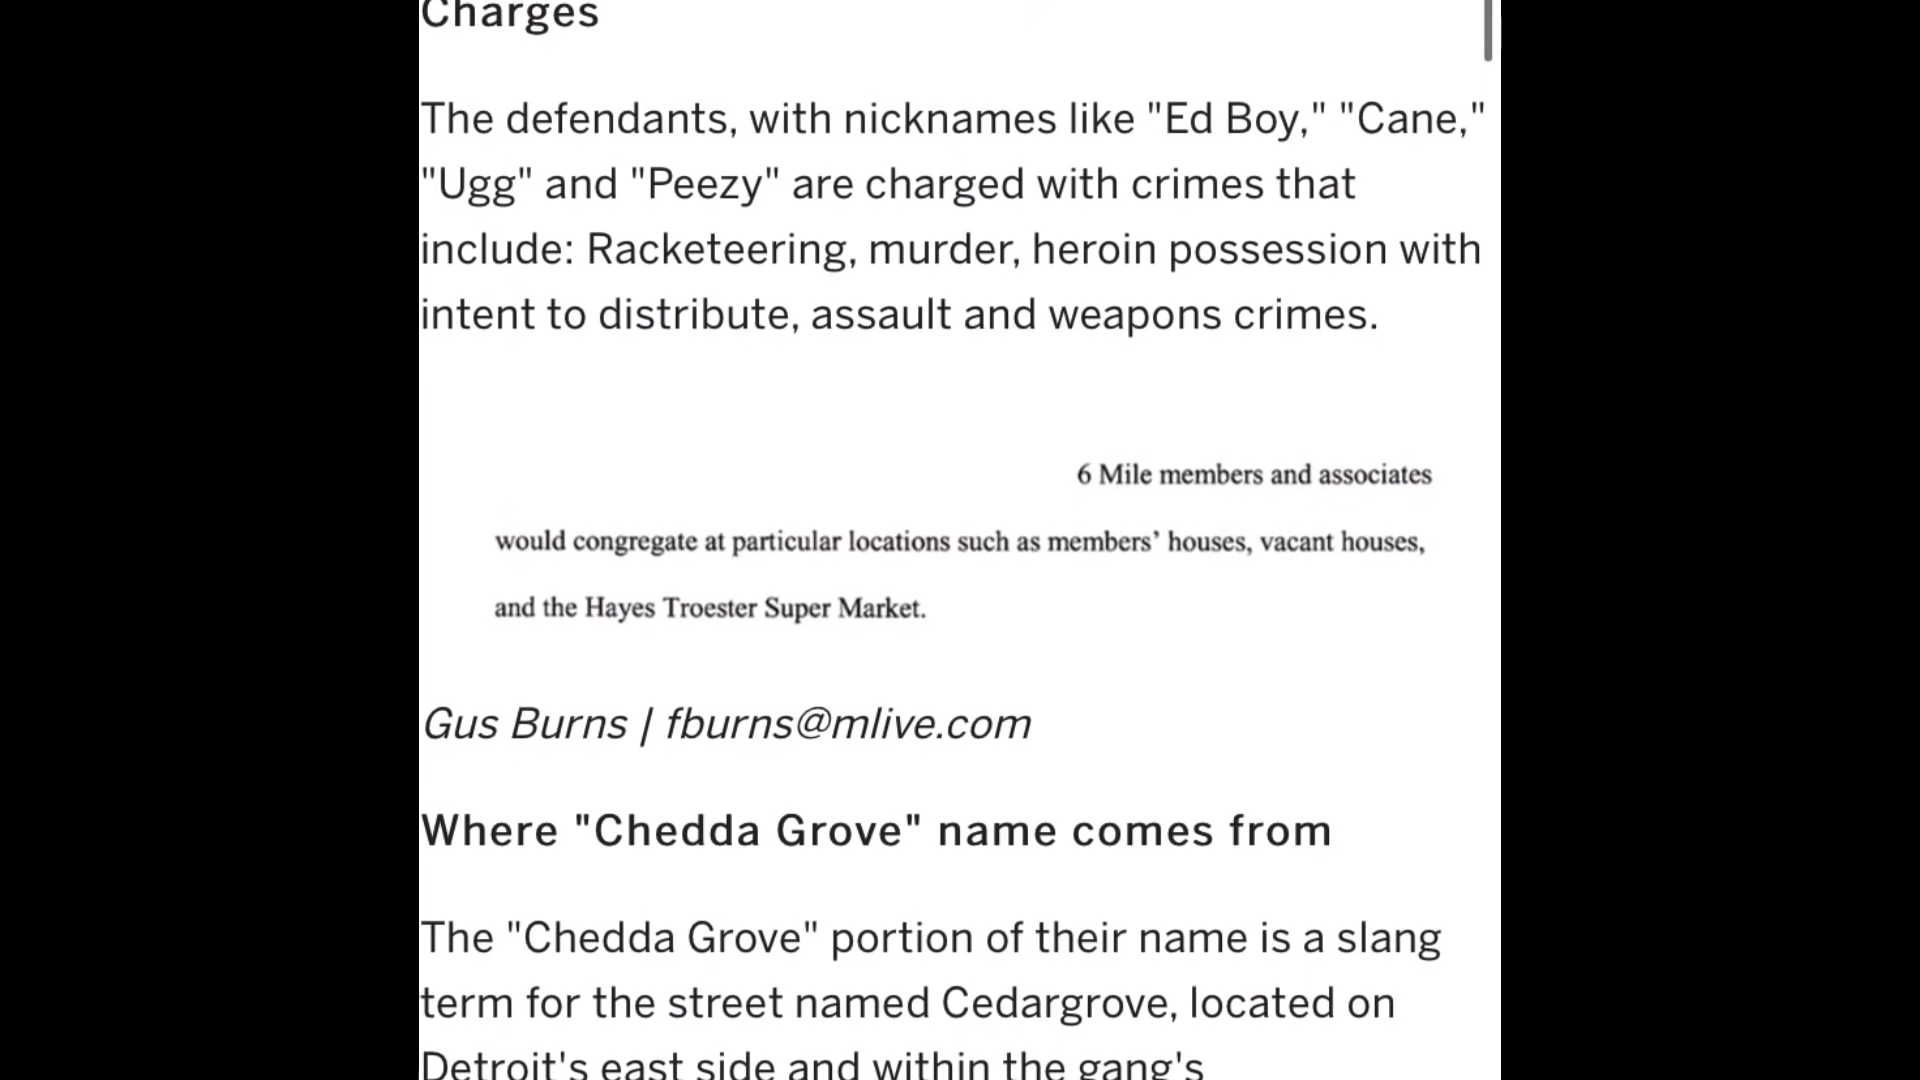 Charges
The defendants, with nicknames like "Ed Boy," "Cane,"
"Ugg" and "Peezy" are charged with crimes that
include: Racketeering, murder, heroin possession with
intent to distribute, assault and weapons crimes.
6 Mile members and associates
would congregate at particular locations such as members’ houses, vacant houses,
and the Hayes Troester Super Market.
Gus Burns | fburns@mlive.com
Where "Chedda Grove" name comes from
The "Chedda Grove" portion of their name is a slang
term for the street named Cedargrove, located on
Detroit's east side and within the gang's